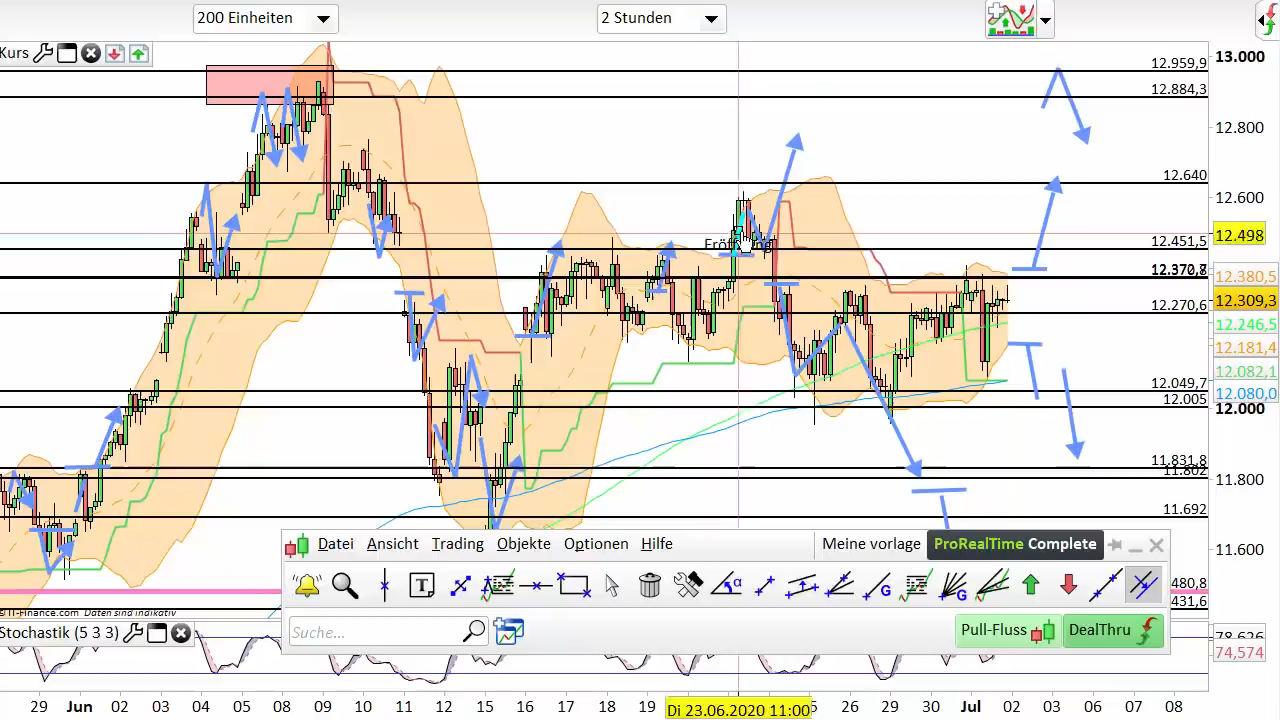 200 Einheiten
2 Stunden
Kurs
13.000
12.959,9
12.884,3
12.800
12.640
12.600
12.498
12.451,5
Eröffnung
12.380,5
12.309,3
12.270,6
12.246,5
12.181,4
12.082,1
12.080,0
12.049,7
12.005
12.000
11.831,8
11.802
11.800
11.692
11.600
Datei Ansicht Trading Objekte Optionen Hilfe
Meine vorlage
ProRealTime Complete
480,8
431,6
© IT-Finance.com Daten sind indikativ
Suche...
Pull-Fluss
DealThru
Stochastik (5 3 3)
78,626
74,574
29 Jun 02 03 04 05 08 09 10 11 12 15 16 17 18 19 Di 23.06.2020 11:00 26 29 30 Jul 02 03 06 07 08